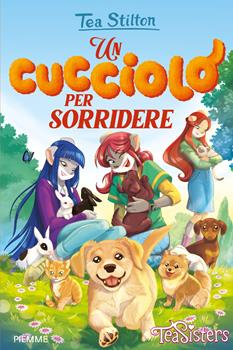 Tea Stilton
UN
CUCCIOLO
PER
SORRIDERE
PIEMME
TeaSisters